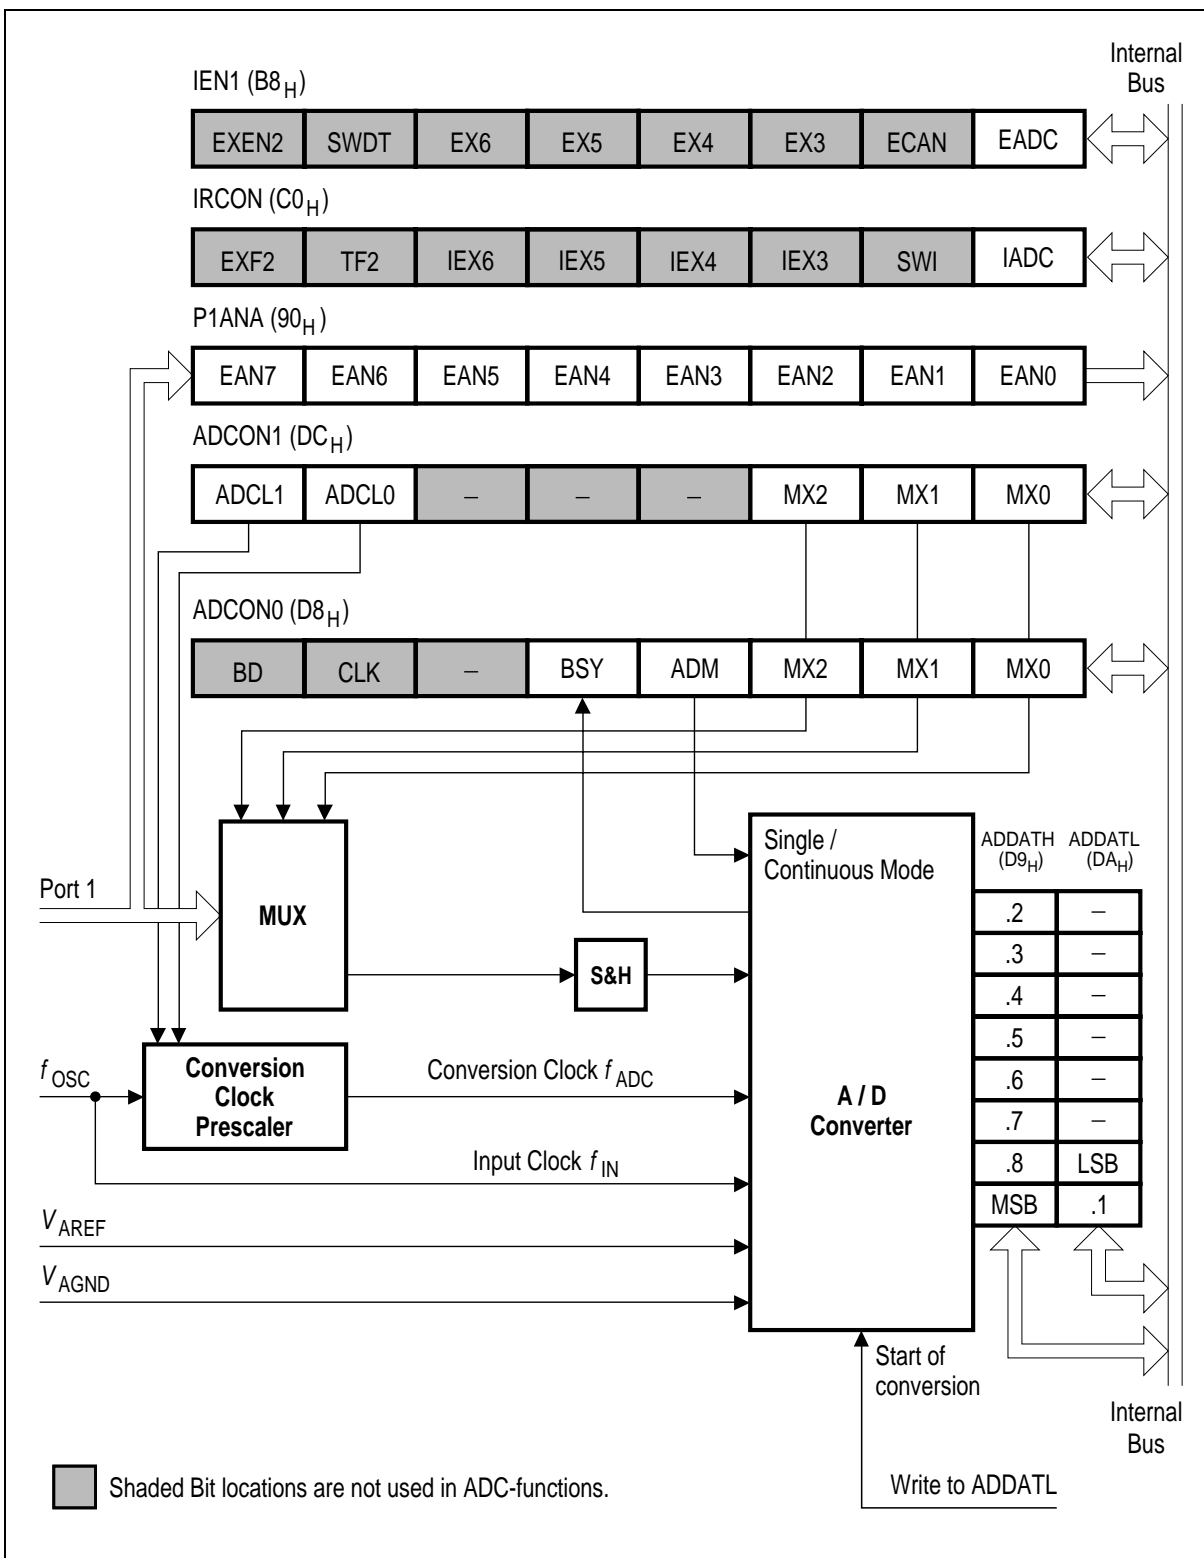 Internal
Bus
IEN1 (B8H)
EXEN2 SWDT EX6 EX5 EX4 EX3 ECAN EADC
IRCON (C0H)
EXF2 TF2 IEX6 IEX5 IEX4 IEX3 SWI IADC
P1ANA (90H)
EAN7 EAN6 EAN5 EAN4 EAN3 EAN2 EAN1 EAN0
ADCON1 (DCH)
ADCL1 ADCL0 – – – MX2 MX1 MX0
ADCON0 (D8H)
BD CLK – BSY ADM MX2 MX1 MX0
Single /
Continuous Mode
ADDATH ADDATL
(D9H) (DAH)
Port 1
MUX
S&H
.2 –
.3 –
.4 –
.5 –
.6 –
.7 –
.8 LSB
MSB .1
fOSC
Conversion
Clock
Prescaler
Conversion Clock fADC
A / D
Converter
Input Clock fIN
VAREF
VAGND
Start of
conversion
Internal
Bus
Shaded Bit locations are not used in ADC-functions.
Write to ADDATL